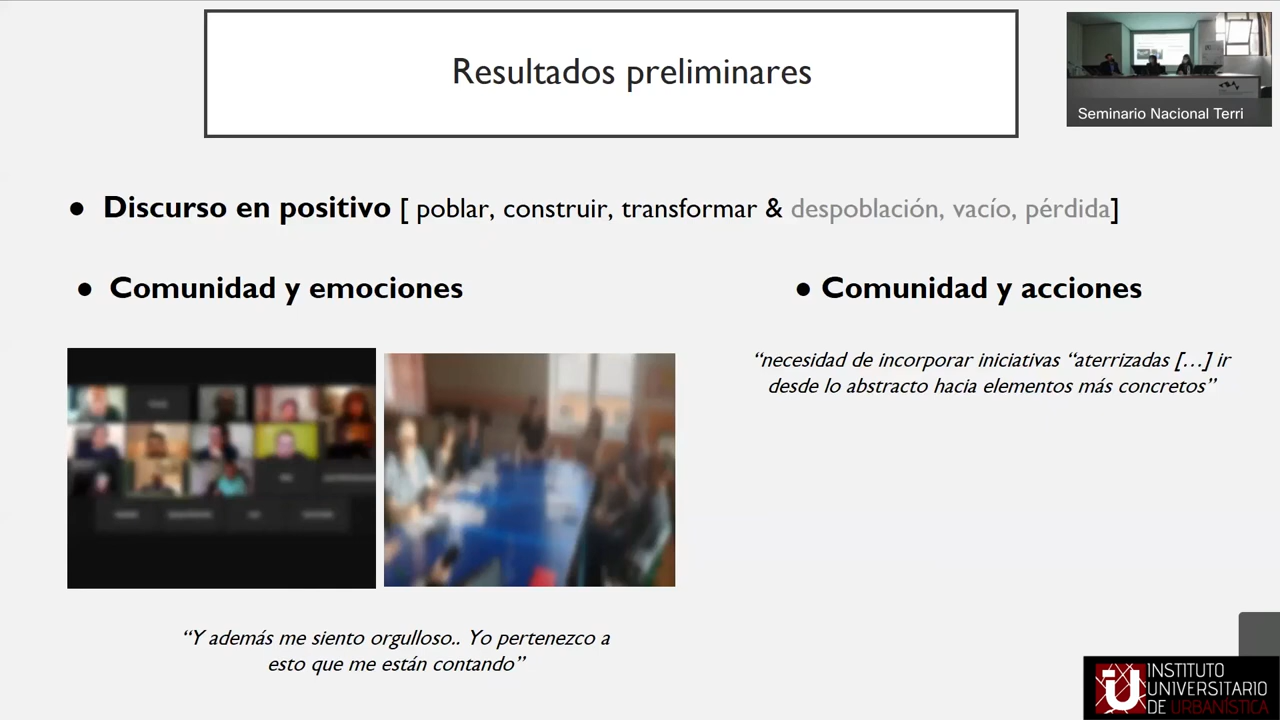 Resultados preliminares
Seminario Nacional Terri
● Discurso en positivo [ poblar, construir, transformar & despoblación, vacío, pérdida]
● Comunidad y emociones
● Comunidad y acciones
“necesidad de incorporar iniciativas “aterrizadas […] ir
desde lo abstracto hacia elementos más concretos”
“Y además me siento orgulloso.. Yo pertenezco a
esto que me están contando”
INSTITUTO
UNIVERSITARIO
DE URBANÍSTICA